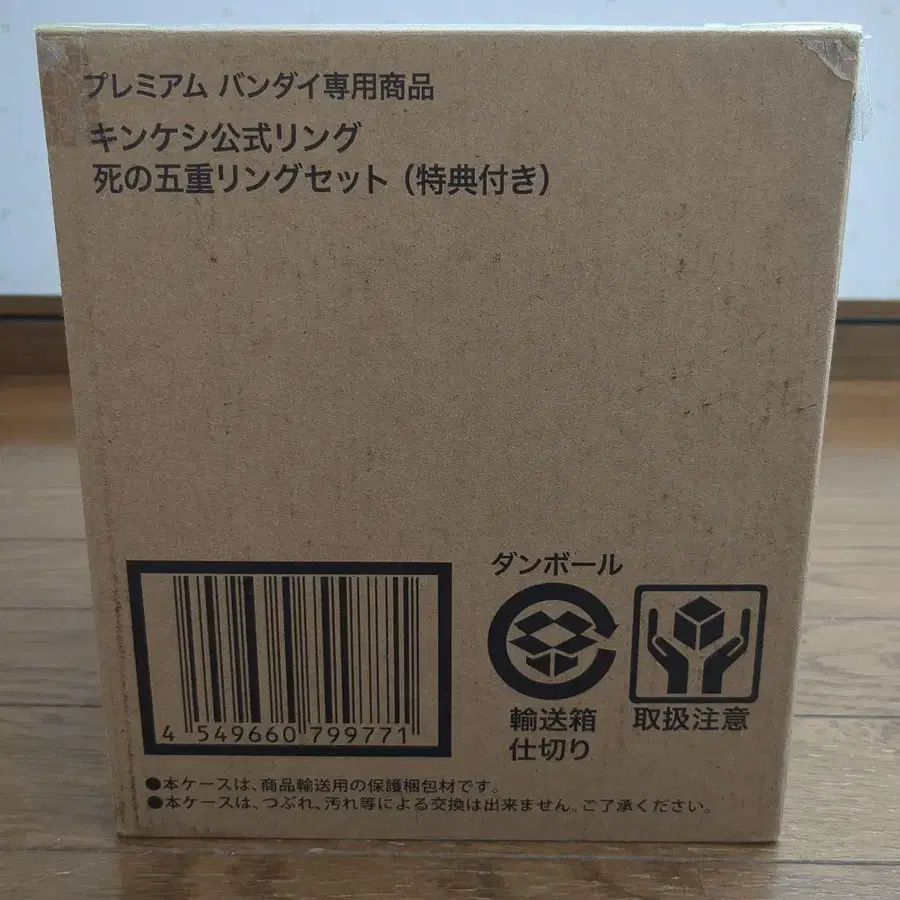 プレミアム バンダイ専用商品
キンケシ公式リング
死の五重リングセット（特典付き）
ダンボール
輸送箱
仕切り
取扱注意
4 549660 799771
●本ケースは、商品輸送用の保護梱包材です。
●本ケースは、つぶれ、汚れ等による交換は出来ません。ご了承ください。